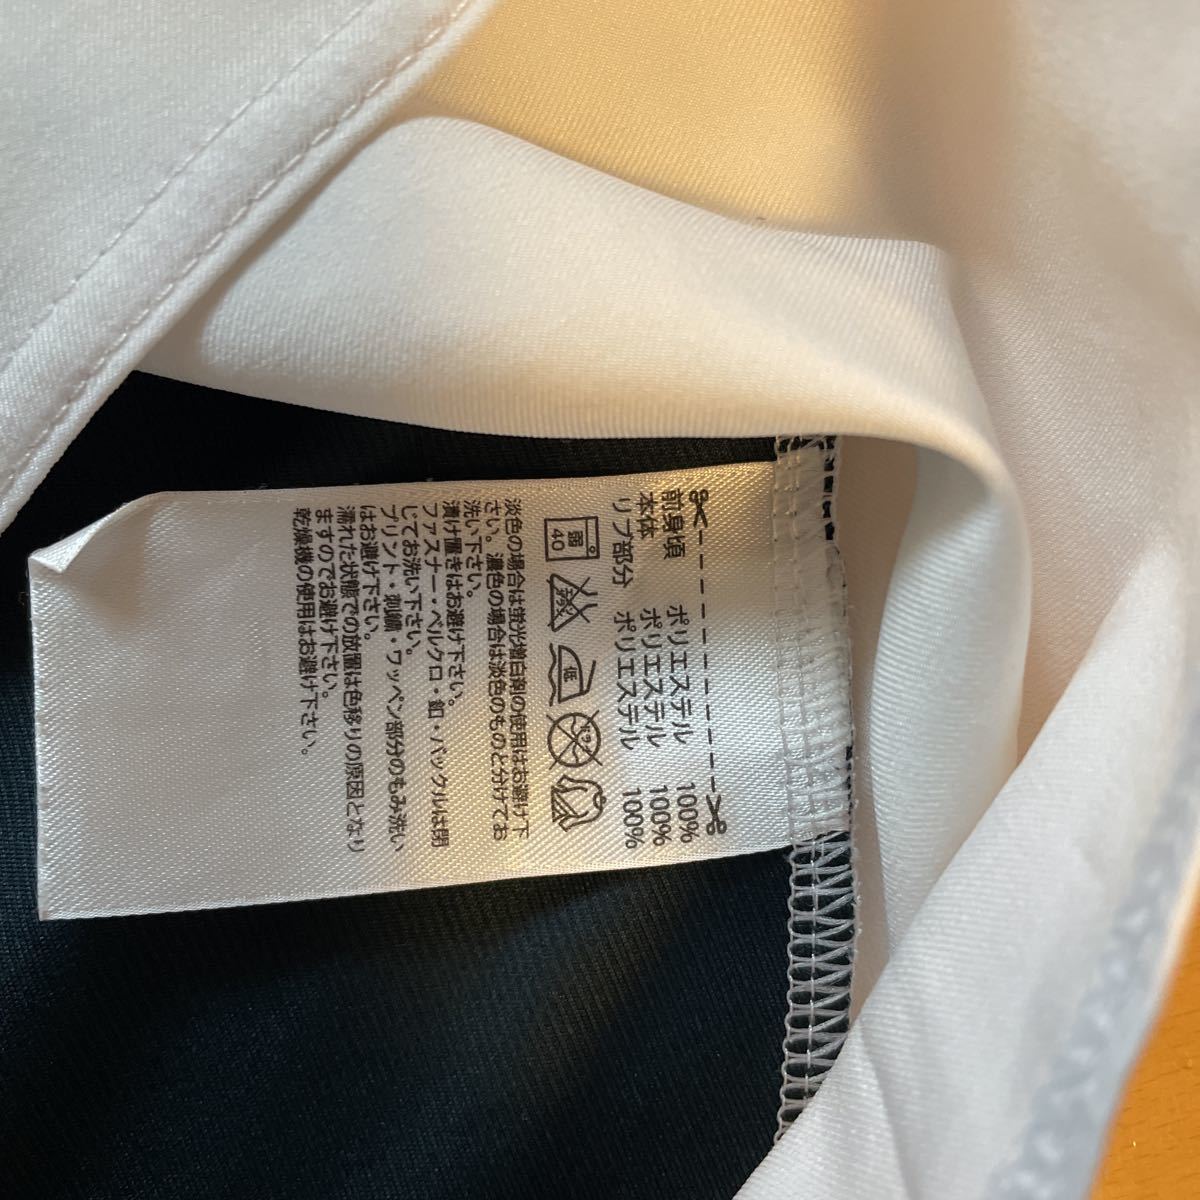 前身頃 ポリエステル 100%
本体 ポリエステル 100%
リブ部分 ポリエステル 100%
弱 40 低
淡色の場合は蛍光増白剤の使用はお避け下
さい。濃色の場合は淡色のものと分けてお
洗い下さい。
漬け置きはお避け下さい。
ファスナー・ベルクロ・釦・バックルは閉
じてお洗い下さい。
プリント・刺繍・ワッペン部分のもみ洗い
はお避け下さい。
濡れた状態での放置は色移りの原因となり
ますのでお避け下さい。
乾燥機の使用はお避け下さい。